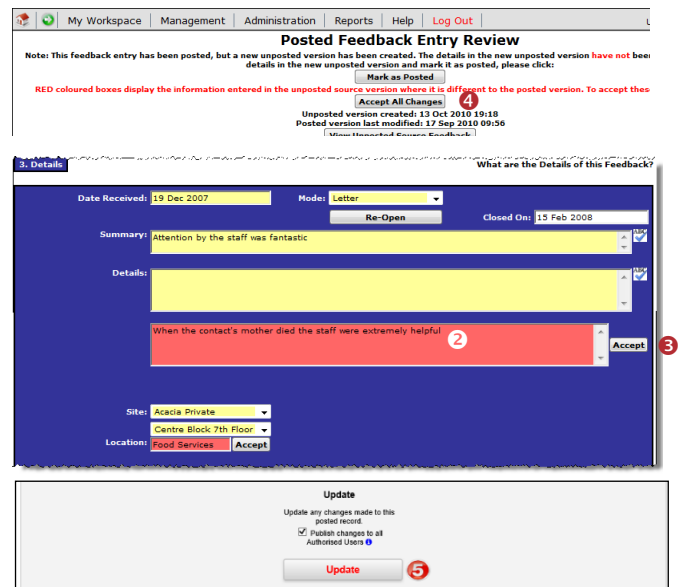 My Workspace | Management | Administration | Reports | Help | Log Out
Posted Feedback Entry Review
Note: This feedback entry has been posted, but a new unposted version has been created. The details in the new unposted version have not
details in the new unposted version and mark it as posted, please click:
Mark as Posted
RED coloured boxes display the information entered in the unposted source version where it is different to the posted version. To accept
Accept All Changes 4
Unposted version created: 13 Oct 2010 19:18
Posted version last modified: 17 Sep 2010 09:56
View Unposted Source Feedback
3. Details What are the Details of this Feedback?
Date Received: 19 Dec 2007 Mode: Letter
Re-Open Closed On: 15 Feb 2008
Summary: Attention by the staff was fantastic ABC
Details: ABC
When the contact's mother died the staff were extremely helpful 2
Accept 3
Site: Acacia Private
Centre Block 7th Floor
Location: Food Services Accept
Update
Update any changes made to this
posted record.
Publish changes to all
Authorised Users
Update 5